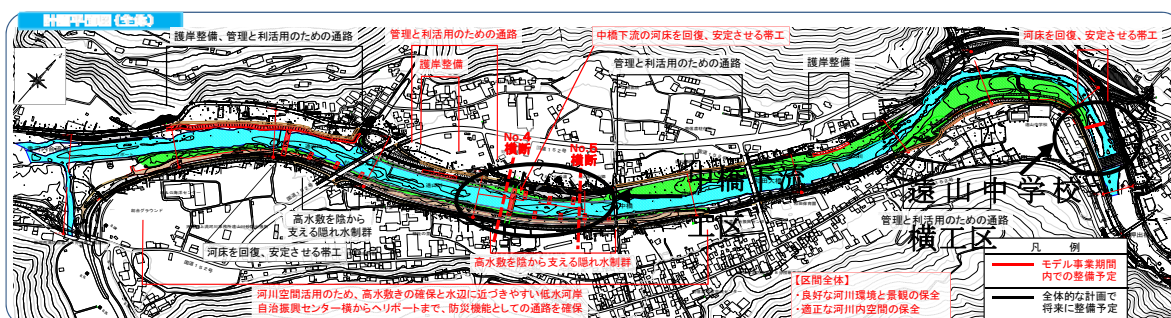 計画平面図（全体）
護岸整備、管理と利活用のための通路
管理と利活用のための通路
護岸整備
中橋下流の河床を回復、安定させる帯工
管理と利活用のための通路
護岸整備
河床を回復、安定させる帯工
No.4
横断
No.5
横断
中橋下流
工区
遠山中学校
横工区
高水敷を陰から
支える隠れ水制群
河床を回復、安定させる帯工
高水敷を陰から支える隠れ水制群
管理と利活用のための通路
河川空間活用のため、高水敷きの確保と水辺に近づきやすい低水河岸
自治振興センター横からヘリポートまで、防災機能としての通路を確保
【区間全体】
・良好な河川環境と景観の保全
・適正な河川内空間の保全
凡　例
モデル事業期間
内での整備予定
全体的な計画で
将来に整備予定